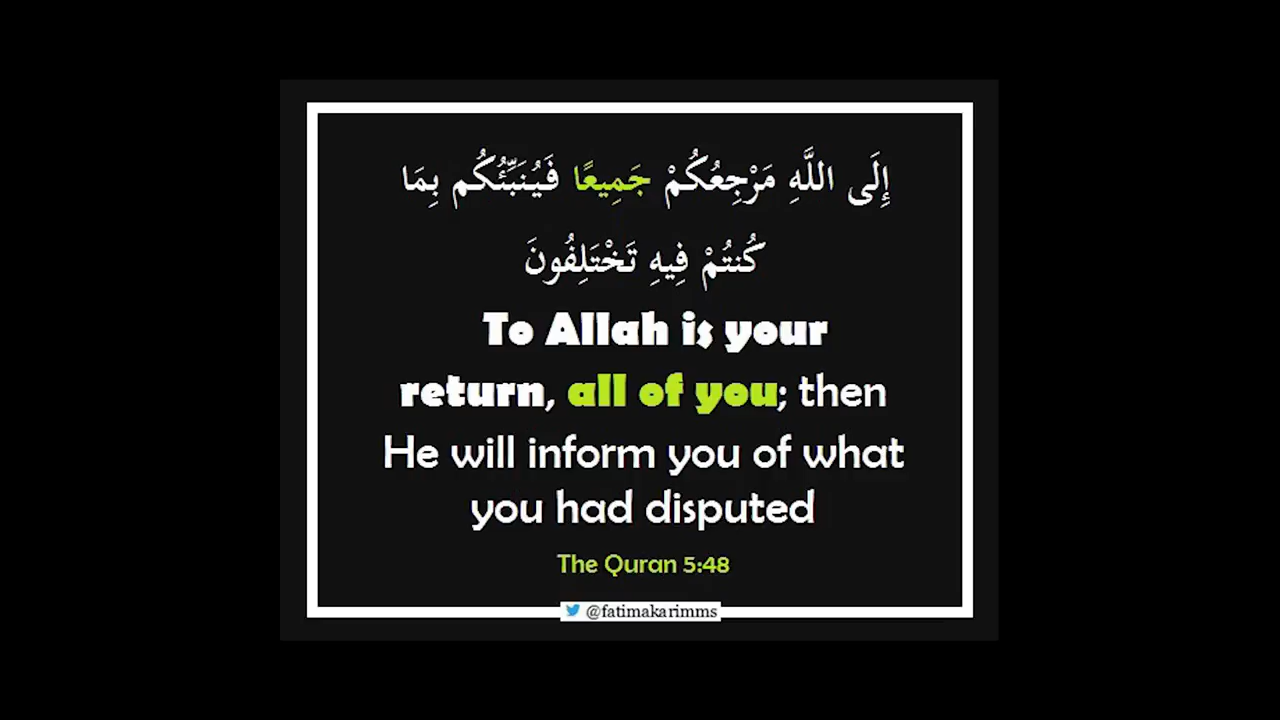 إِلَى اللَّهِ مَرْجِعُكُمْ جَمِيعًا فَيُنَبِّئُكُم بِمَا
كُنتُمْ فِيهِ تَخْتَلِفُونَ
To Allah is your
return, all of you; then
He will inform you of what
you had disputed
The Quran 5:48
@fatimakarimms